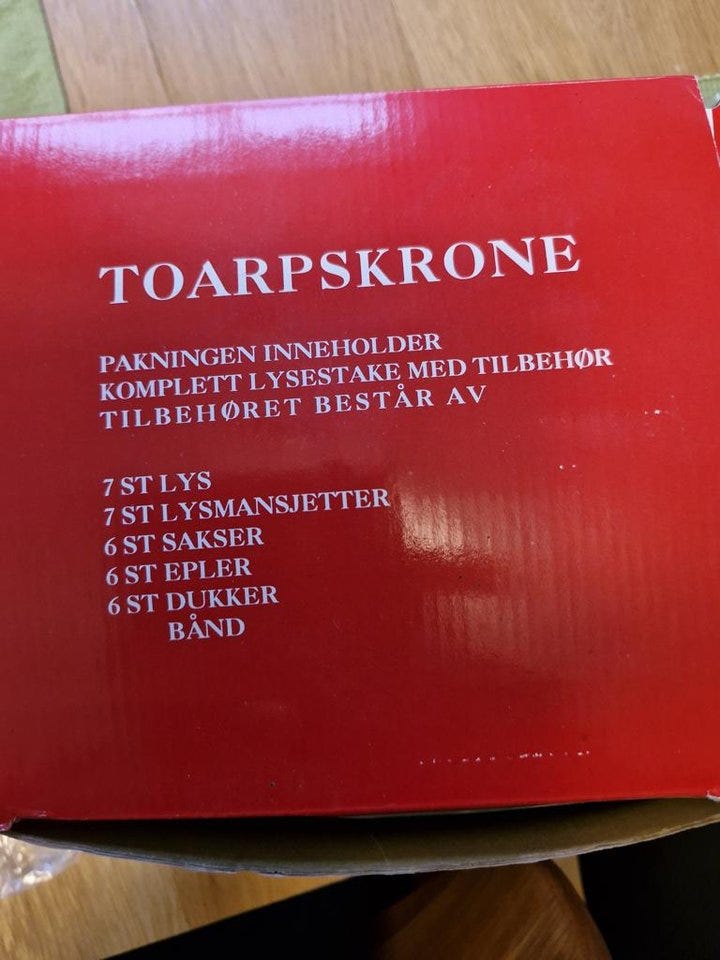 TOARPSKRONE
PAKNINGEN INNEHOLDER
KOMPLETT LYSESTAKE MED TILBEHØR
TILBEHØRET BESTÅR AV
7 ST LYS
7 ST LYSMANSJETTER
6 ST SAKSER
6 ST EPLER
6 ST DUKKER
BÅND